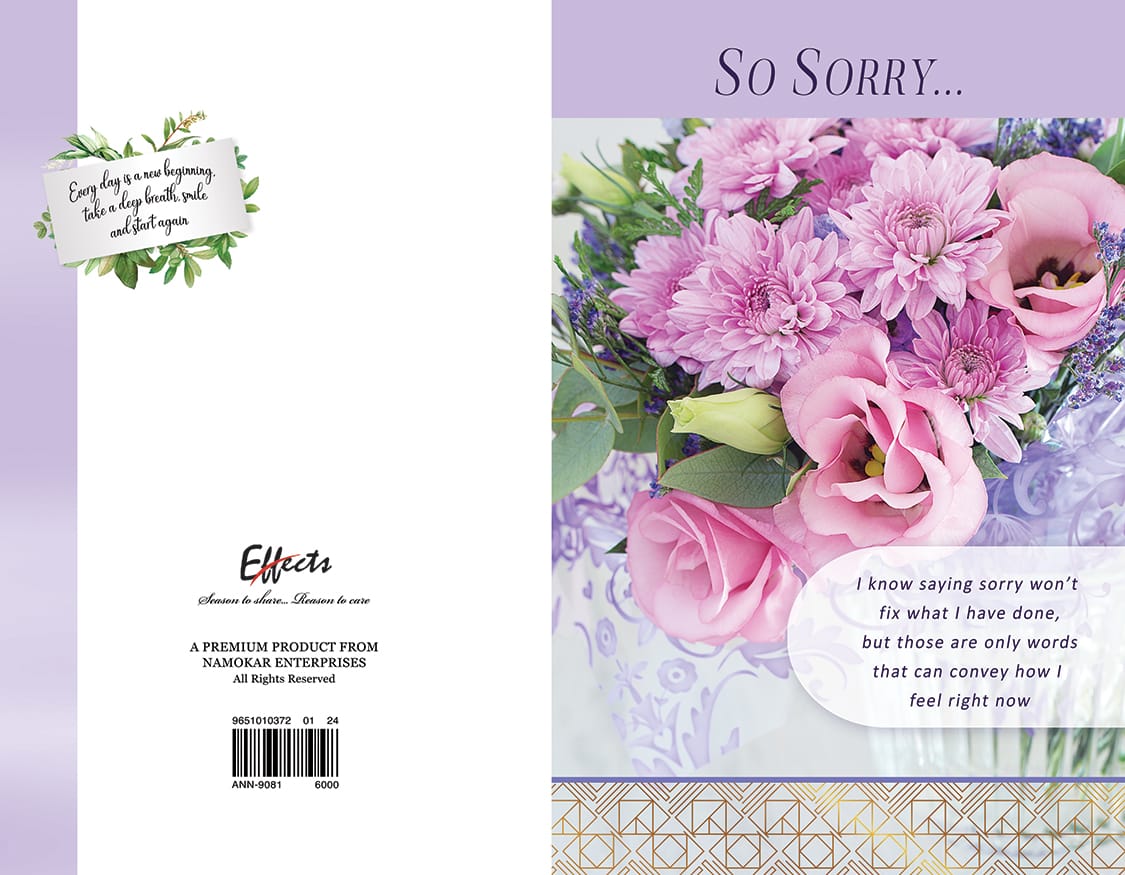 Every day is a new beginning,
take a deep breath, smile
and start again
Effects
Season to share... Reason to care
A PREMIUM PRODUCT FROM
NAMOKAR ENTERPRISES
All Rights Reserved
9651010372 01 24
ANN-9081 6000
SO SORRY...
I know saying sorry won't
fix what I have done,
but those are only words
that can convey how I
feel right now